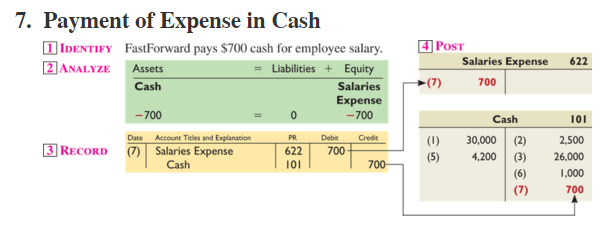 7. Payment of Expense in Cash
1 IDENTIFY FastForward pays $700 cash for employee salary.
2 ANALYZE
Assets = Liabilities + Equity
Cash Salaries
Expense
−700 = 0 −700
3 RECORD
Date Account Titles and Explanation PR Debit Credit
(7) Salaries Expense 622 700
Cash 101 700
4 POST
Salaries Expense 622
(7) 700
Cash 101
(1) 30,000 (2) 2,500
(5) 4,200 (3) 26,000
(6) 1,000
(7) 700